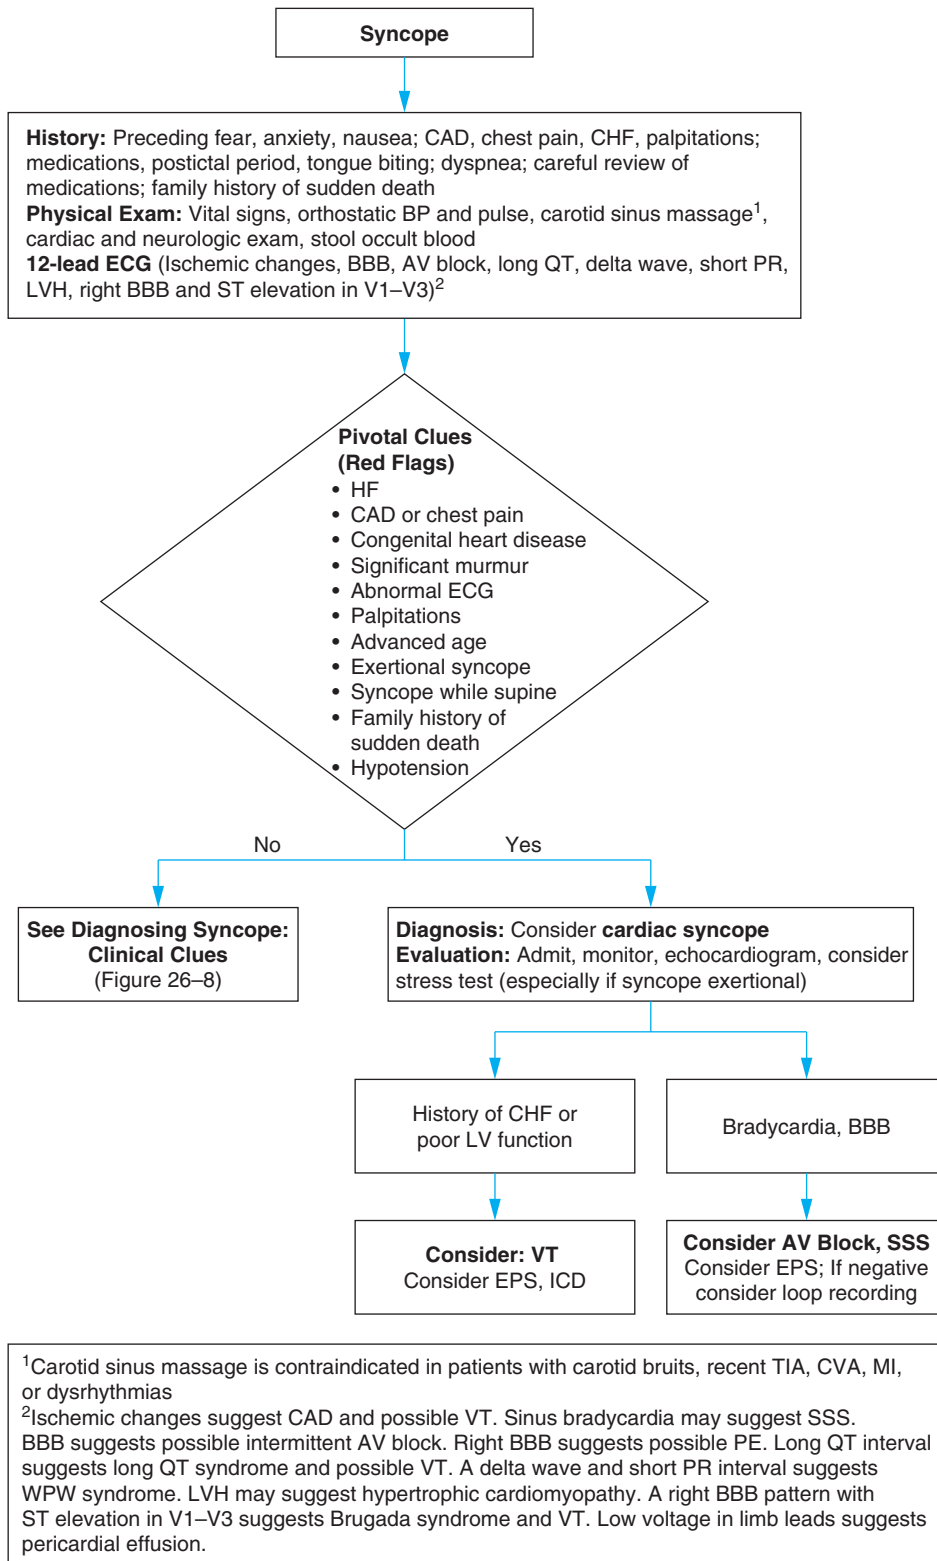 Syncope
History: Preceding fear, anxiety, nausea; CAD, chest pain, CHF, palpitations;
medications, postictal period, tongue biting; dyspnea; careful review of
medications; family history of sudden death
Physical Exam: Vital signs, orthostatic BP and pulse, carotid sinus massage¹,
cardiac and neurologic exam, stool occult blood
12-lead ECG (Ischemic changes, BBB, AV block, long QT, delta wave, short PR,
LVH, right BBB and ST elevation in V1–V3)²
Pivotal Clues
(Red Flags)
• HF
• CAD or chest pain
• Congenital heart disease
• Significant murmur
• Abnormal ECG
• Palpitations
• Advanced age
• Exertional syncope
• Syncope while supine
• Family history of
sudden death
• Hypotension
No
Yes
See Diagnosing Syncope:
Clinical Clues
(Figure 26–8)
Diagnosis: Consider cardiac syncope
Evaluation: Admit, monitor, echocardiogram, consider
stress test (especially if syncope exertional)
History of CHF or
poor LV function
Bradycardia, BBB
Consider: VT
Consider EPS, ICD
Consider AV Block, SSS
Consider EPS; If negative
consider loop recording
¹Carotid sinus massage is contraindicated in patients with carotid bruits, recent TIA, CVA, MI,
or dysrhythmias
²Ischemic changes suggest CAD and possible VT. Sinus bradycardia may suggest SSS.
BBB suggests possible intermittent AV block. Right BBB suggests possible PE. Long QT interval
suggests long QT syndrome and possible VT. A delta wave and short PR interval suggests
WPW syndrome. LVH may suggest hypertrophic cardiomyopathy. A right BBB pattern with
ST elevation in V1–V3 suggests Brugada syndrome and VT. Low voltage in limb leads suggests
pericardial effusion.